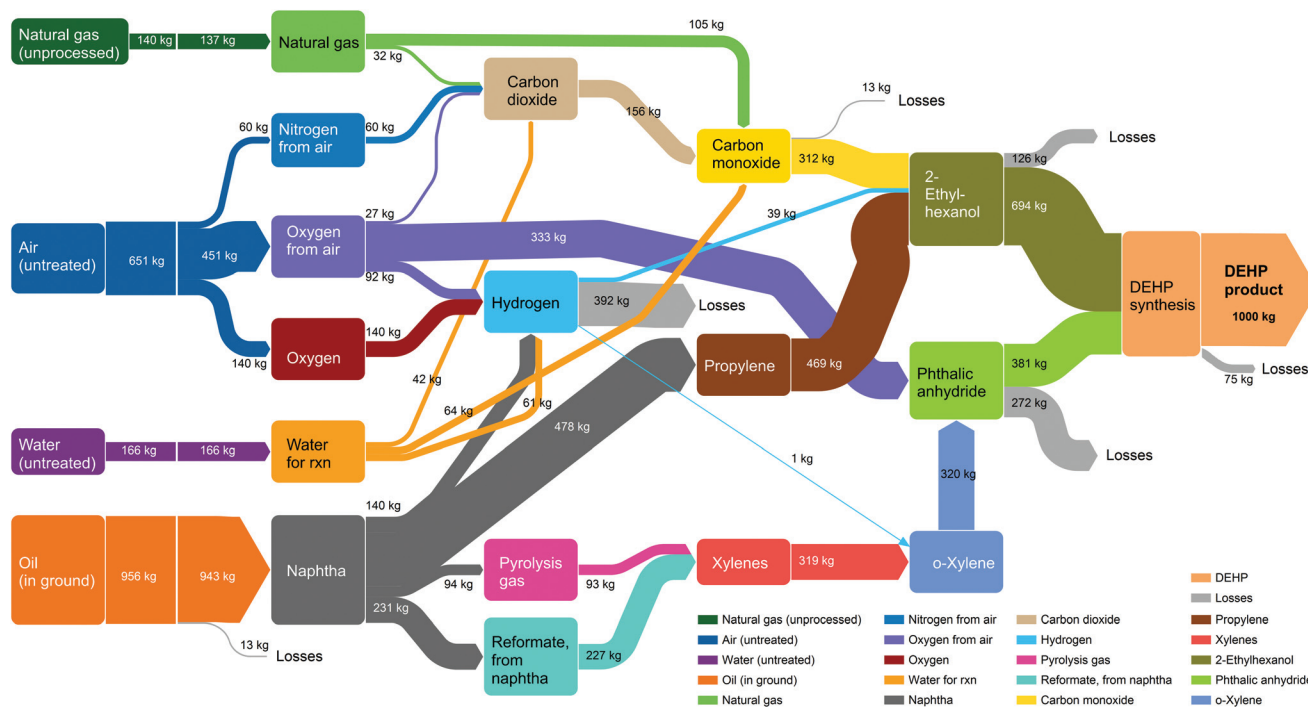 105 kg
Natural gas
(unprocessed)
140 kg
137 kg
Natural gas
32 kg
Carbon
dioxide
13 kg
Losses
156 kg
60 kg
Nitrogen
from air
60 kg
Carbon
monoxide
312 kg
Losses
126 kg
2-
Ethyl-
hexanol
39 kg
694 kg
27 kg
Air
(untreated)
651 kg
451 kg
Oxygen
from air
333 kg
92 kg
DEHP
synthesis
DEHP
product
1000 kg
Hydrogen
392 kg
Losses
140 kg
Oxygen
140 kg
Propylene
469 kg
42 kg
Phthalic
anhydride
381 kg
75 kg
Losses
64 kg
61 kg
272 kg
478 kg
Water
(untreated)
166 kg
166 kg
Water
for rxn
Losses
1 kg
320 kg
140 kg
Oil
(in ground)
956 kg
943 kg
Naphtha
94 kg
Pyrolysis
gas
93 kg
Xylenes
319 kg
o-Xylene
231 kg
13 kg
Losses
Reformate,
from
naphtha
227 kg
Natural gas (unprocessed)
Air (untreated)
Water (untreated)
Oil (in ground)
Natural gas
Nitrogen from air
Oxygen from air
Oxygen
Water for rxn
Naphtha
Carbon dioxide
Hydrogen
Pyrolysis gas
Reformate, from naphtha
Carbon monoxide
DEHP
Losses
Propylene
Xylenes
2-Ethylhexanol
Phthalic anhydride
o-Xylene